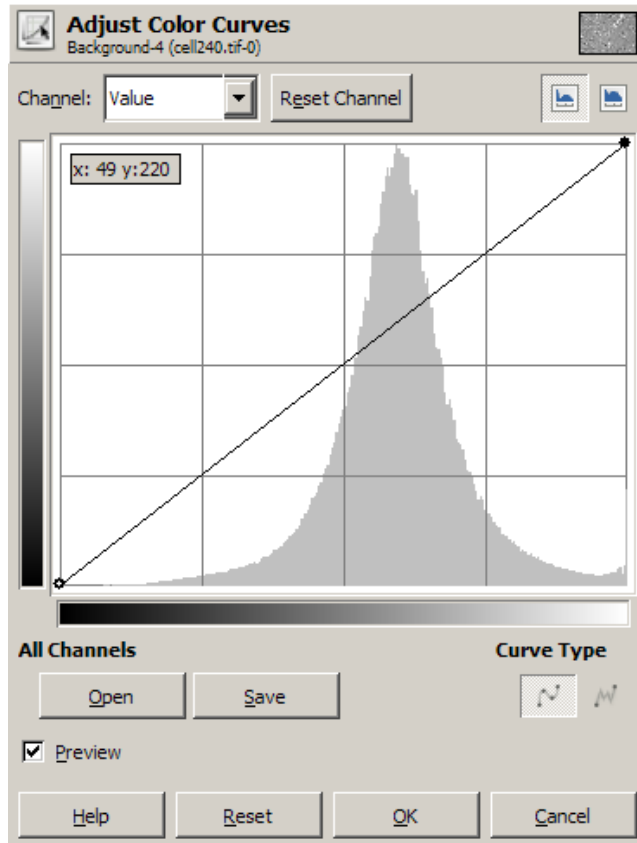 Adjust Color Curves
Background-4 (cell240.tif-0)
Channel: Value Reset Channel
x: 49 y:220
All Channels Curve Type
Open Save
Preview
Help Reset OK Cancel